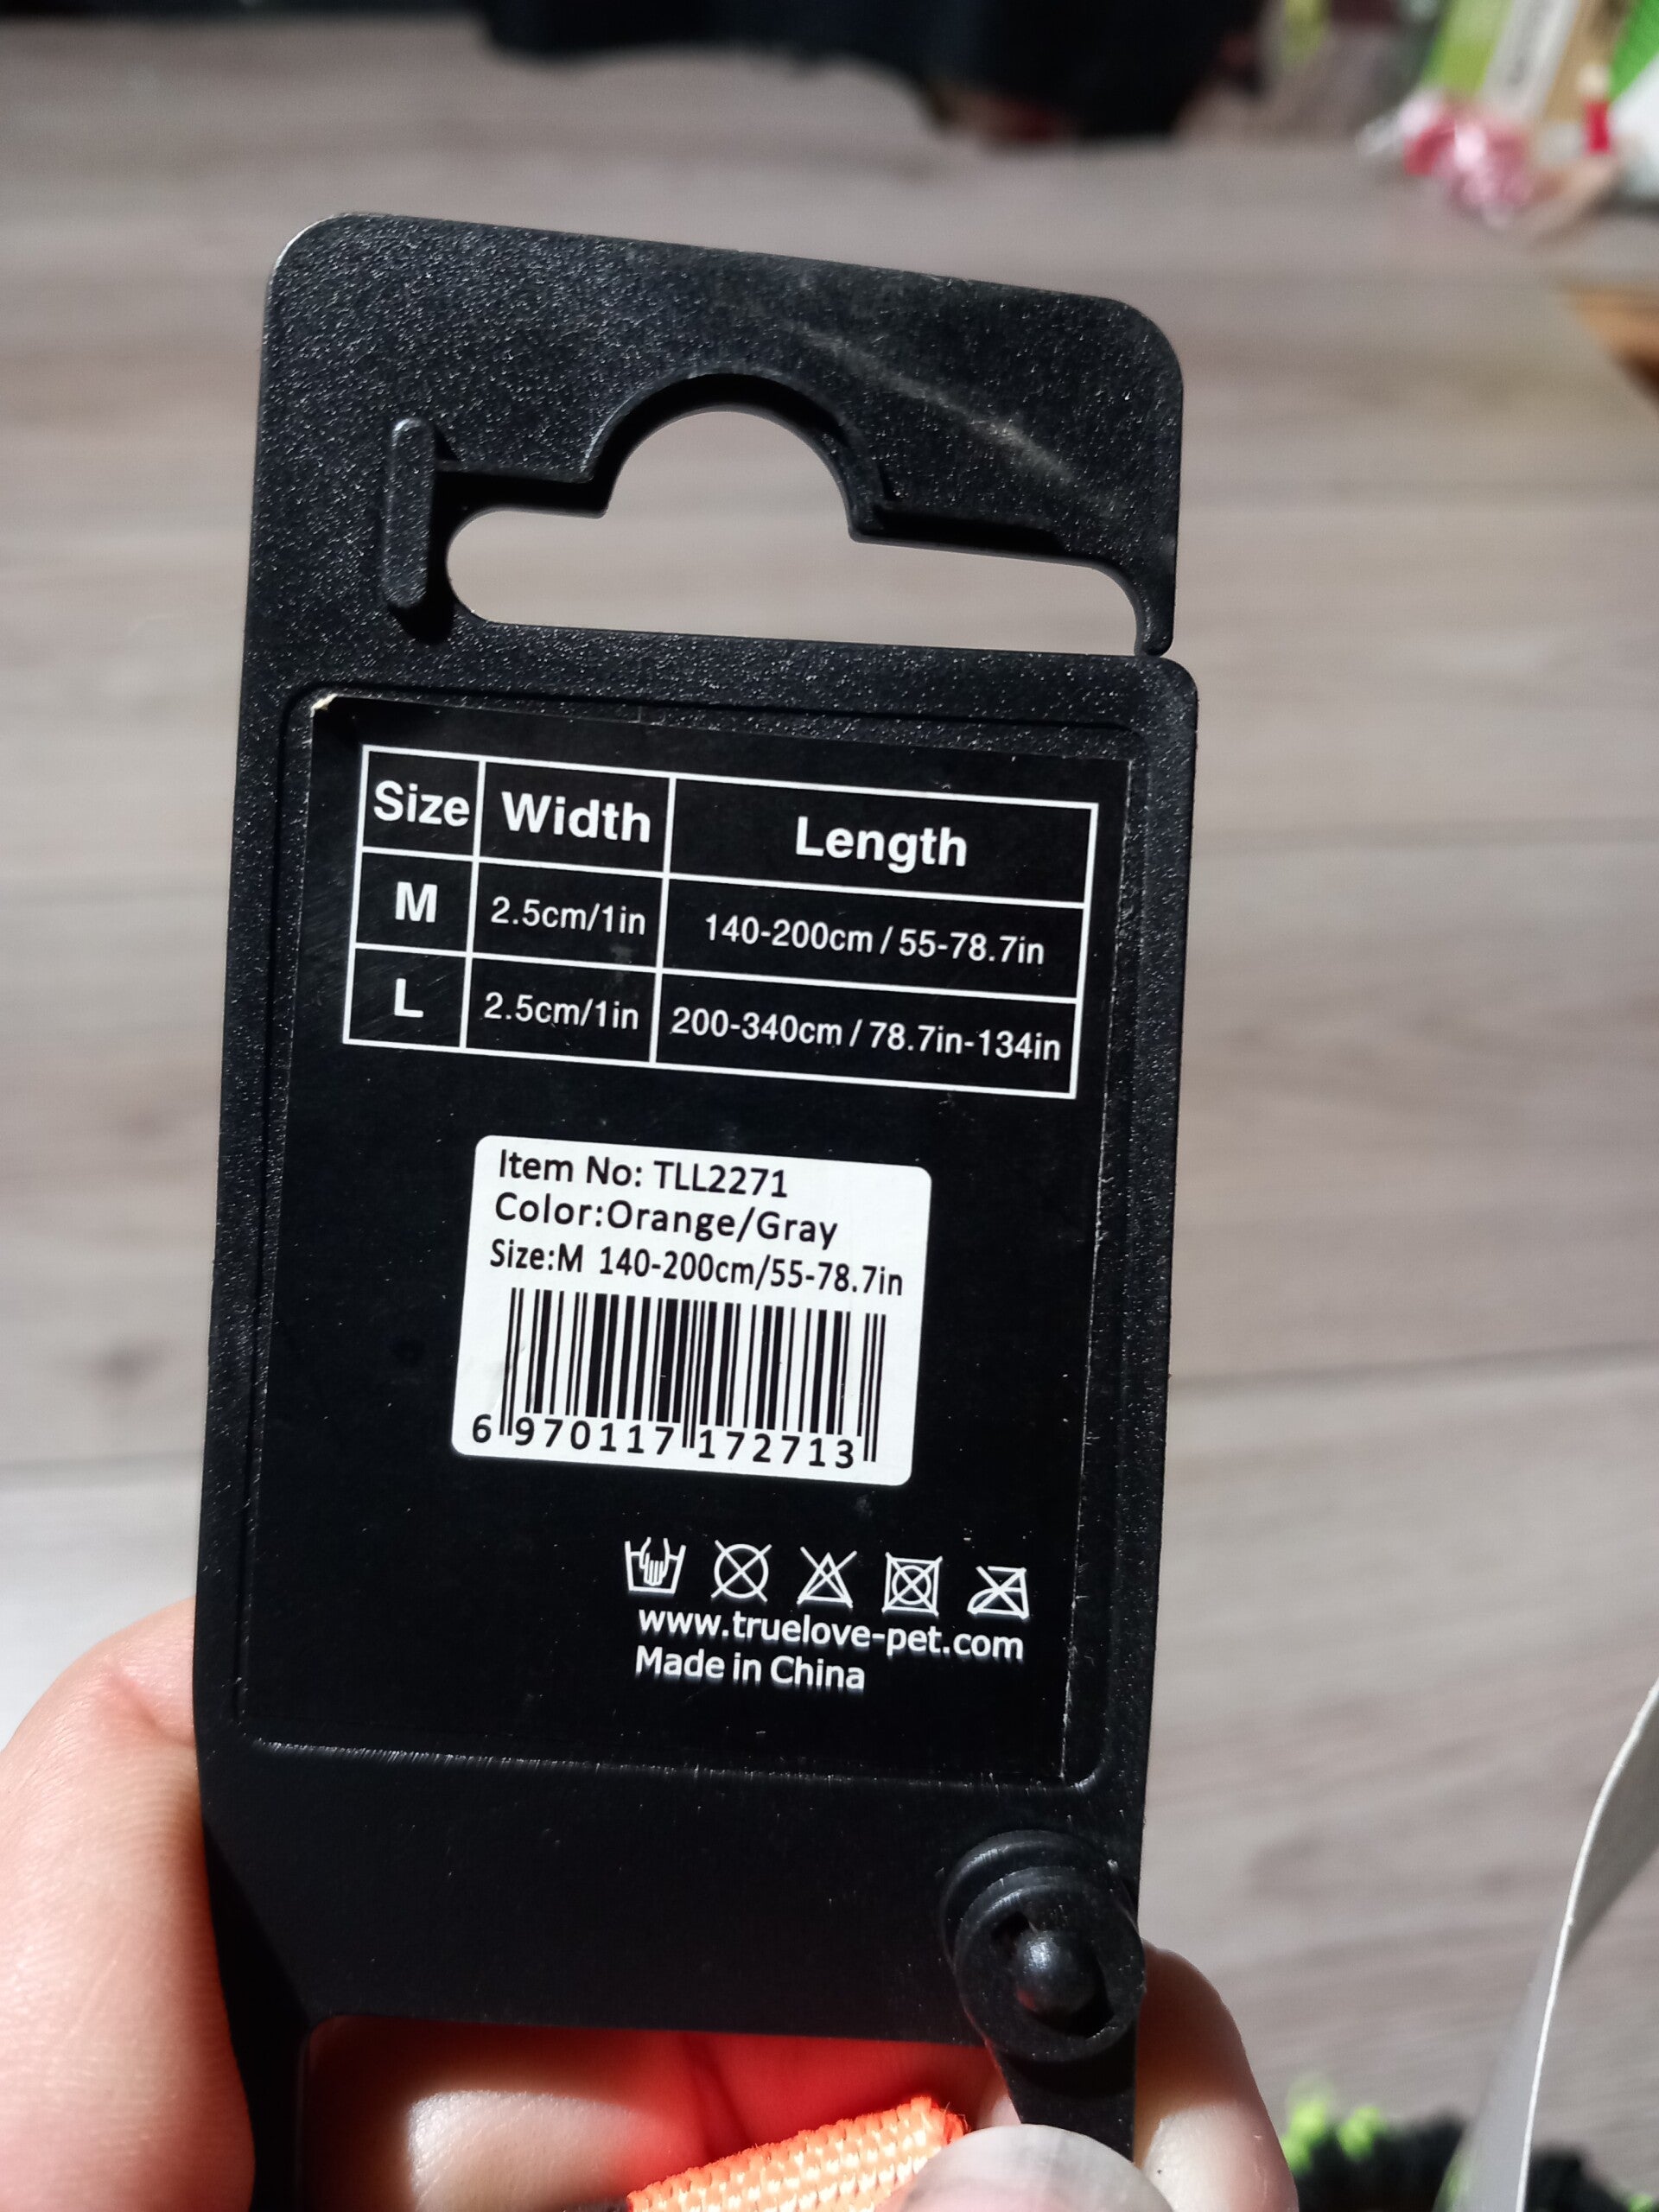 Size Width Length
M 2.5cm/1in 140-200cm / 55-78.7in
L 2.5cm/1in 200-340cm / 78.7in-134in
Item No: TLL2271
Color:Orange/Gray
Size:M 140-200cm/55-78.7in
6 970117 172713
www.truelove-pet.com
Made in China